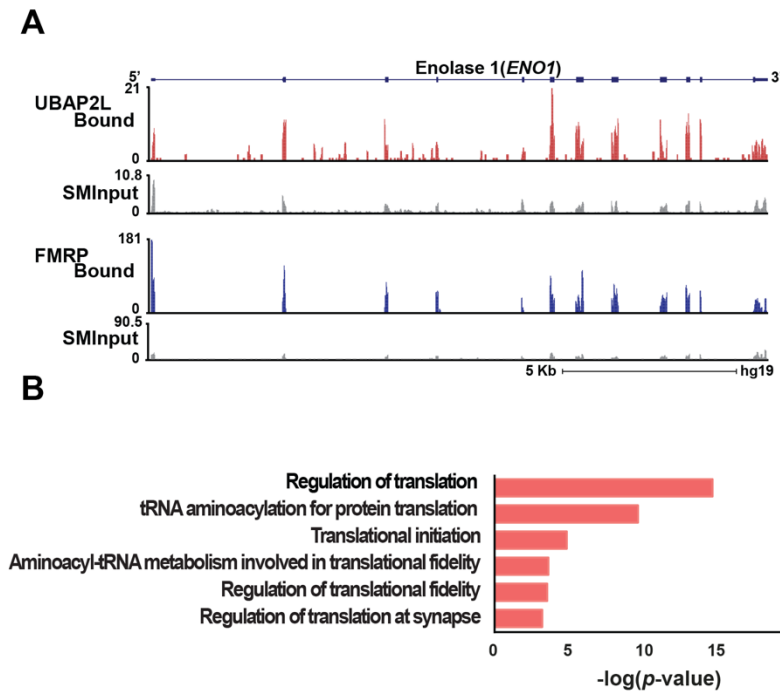 A
Enolase 1(ENO1)
5'
3
21
UBAP2L
Bound
0
10.8
SMInput
0
181
FMRP
Bound
0
90.5
SMInput
0
5 Kb
hg19
B
Regulation of translation
tRNA aminoacylation for protein translation
Translational initiation
Aminoacyl-tRNA metabolism involved in translational fidelity
Regulation of translational fidelity
Regulation of translation at synapse
0 5 10 15
-log(p-value)